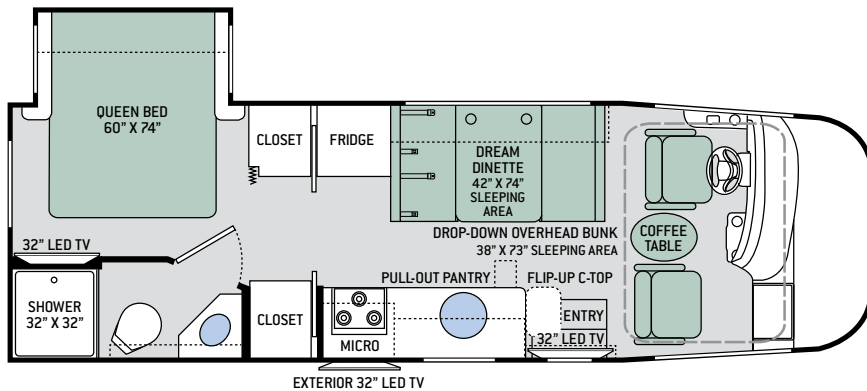 QUEEN BED
60” X 74”
CLOSET
FRIDGE
DREAM
DINETTE
42” X 74”
SLEEPING
AREA
DROP-DOWN OVERHEAD BUNK
38” X 73” SLEEPING AREA
COFFEE
TABLE
32” LED TV
PULL-OUT PANTRY
FLIP-UP C-TOP
SHOWER
32” X 32”
CLOSET
MICRO
ENTRY
32” LED TV
EXTERIOR 32” LED TV